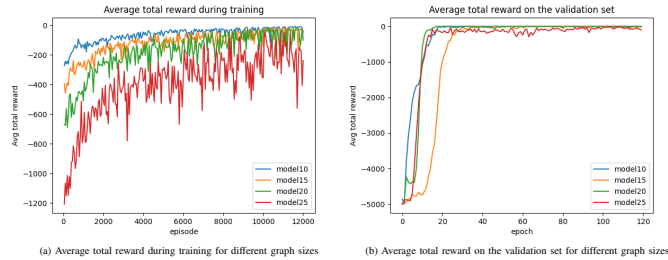 Average total reward during training
Avg total reward
0
−200
−400
−600
−800
−1000
−1200
0
2000
4000
6000
8000
10000
12000
episode
model10
model15
model20
model25
(a) Average total reward during training for different graph sizes
Average total reward on the validation set
Avg total reward
0
−1000
−2000
−3000
−4000
−5000
0
20
40
60
80
100
120
epoch
model10
model15
model20
model25
(b) Average total reward on the validation set for different graph sizes